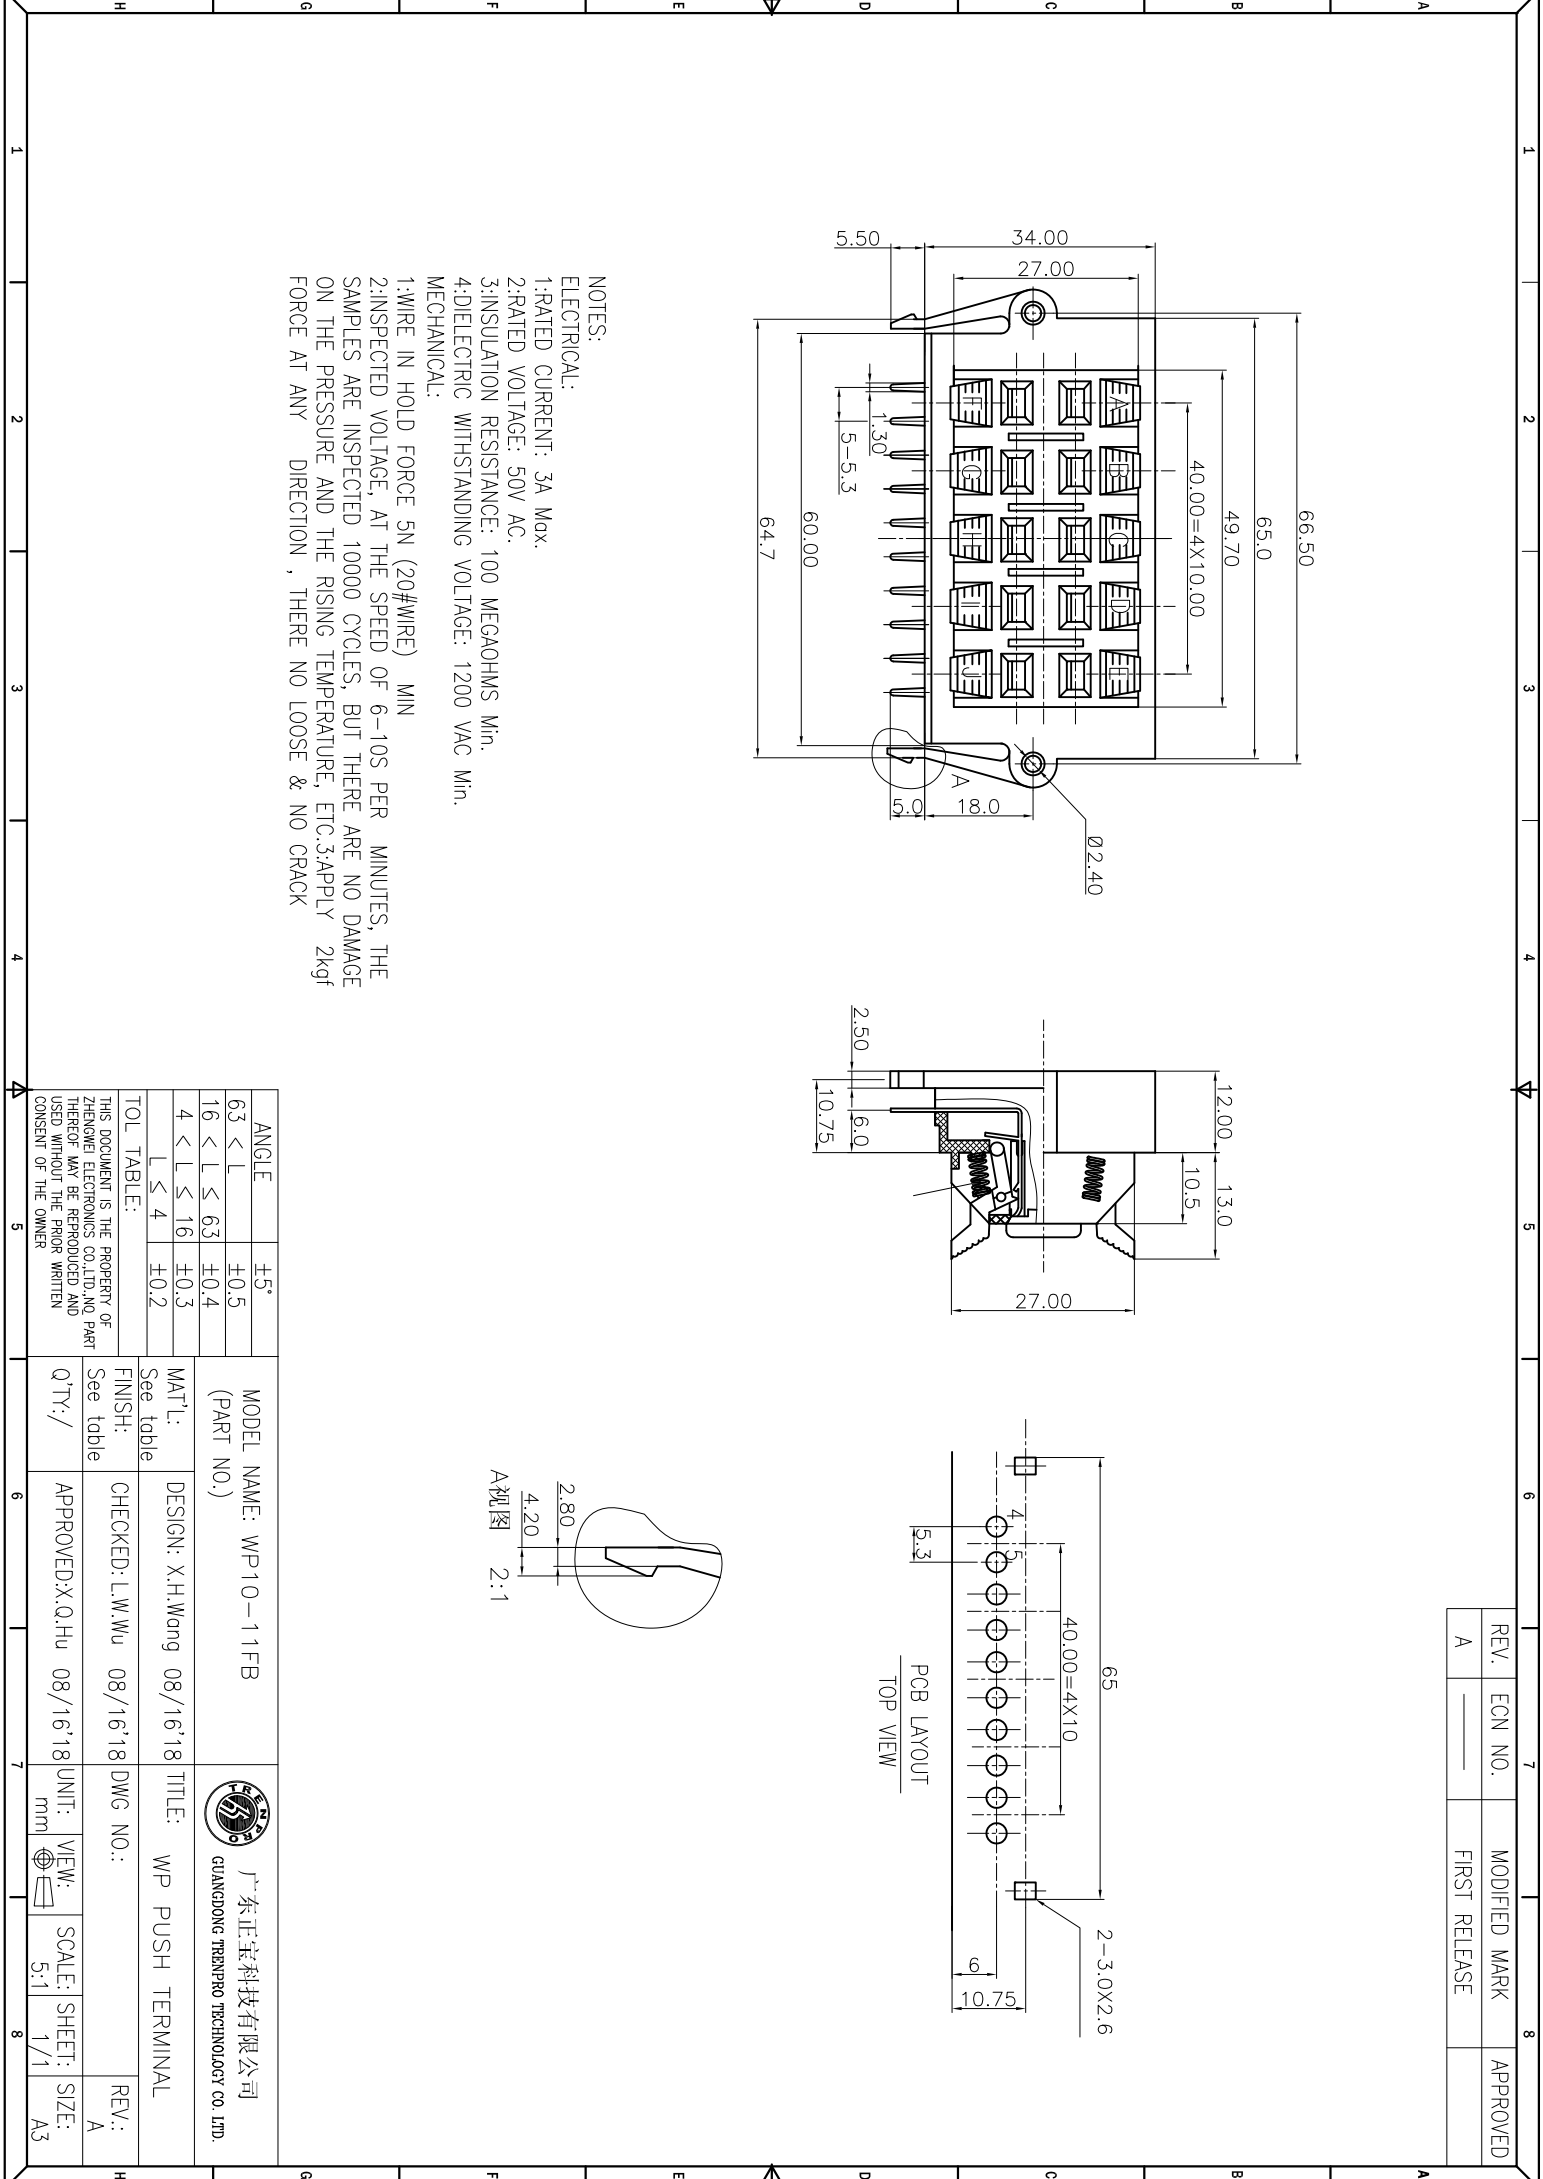 REV.  ECN NO.  MODIFIED MARK  APPROVED
A  FIRST RELEASE
1 2 3 4 5 6 7 8
A B C D E F G H
66.50
65.0
49.70
40.00=4X10.00
34.00
27.00
5.50
A B C D E
F G H I J
1.30
5-5.3
60.00
64.7
A
5.0
18.0
Ø2.40
12.00
13.0
10.5
2.50
6.0
10.75
27.00
65
40.00=4X10
4
5
5.3
2-3.0X2.6
6
10.75
PCB LAYOUT
TOP VIEW
2.80
4.20
A视图 2:1
NOTES:
ELECTRICAL:
1:RATED CURRENT: 3A Max.
2:RATED VOLTAGE: 50V AC.
3:INSULATION RESISTANCE: 100 MEGAOHMS Min.
4:DIELECTRIC WITHSTANDING VOLTAGE: 1200 VAC Min.
MECHANICAL:
1:WIRE IN HOLD FORCE 5N (20#WIRE) MIN
2:INSPECTED VOLTAGE, AT THE SPEED OF 6-10S PER MINUTES, THE
SAMPLES ARE INSPECTED 10000 CYCLES, BUT THERE ARE NO DAMAGE
ON THE PRESSURE AND THE RISING TEMPERATURE, ETC.3:APPLY 2kgf
FORCE AT ANY DIRECTION , THERE NO LOOSE & NO CRACK
ANGLE ±5°
63 < L ±0.5
16 < L ≤ 63 ±0.4
4 < L ≤ 16 ±0.3
L ≤ 4 ±0.2
TOL TABLE:
THIS DOCUMENT IS THE PROPERTY OF
ZHENGWEI ELECTRONICS CO.,LTD.,NO PART
THEREOF MAY BE REPRODUCED AND
USED WITHOUT THE PRIOR WRITTEN
CONSENT OF THE OWNER
MODEL NAME: WP10-11FB
(PART NO.)
MAT'L:
See table
FINISH:
See table
Q'TY:/
DESIGN: X.H.Wang 08/16'18
CHECKED: L.W.Wu 08/16'18
APPROVED:X.Q.Hu 08/16'18
TRENPRO
广东正宝科技有限公司
GUANGDONG TRENPRO TECHNOLOGY CO. LTD.
TITLE: WP PUSH TERMINAL
DWG NO.:
REV.: A
UNIT: mm
VIEW:
SCALE: 5:1
SHEET: 1/1
SIZE: A3